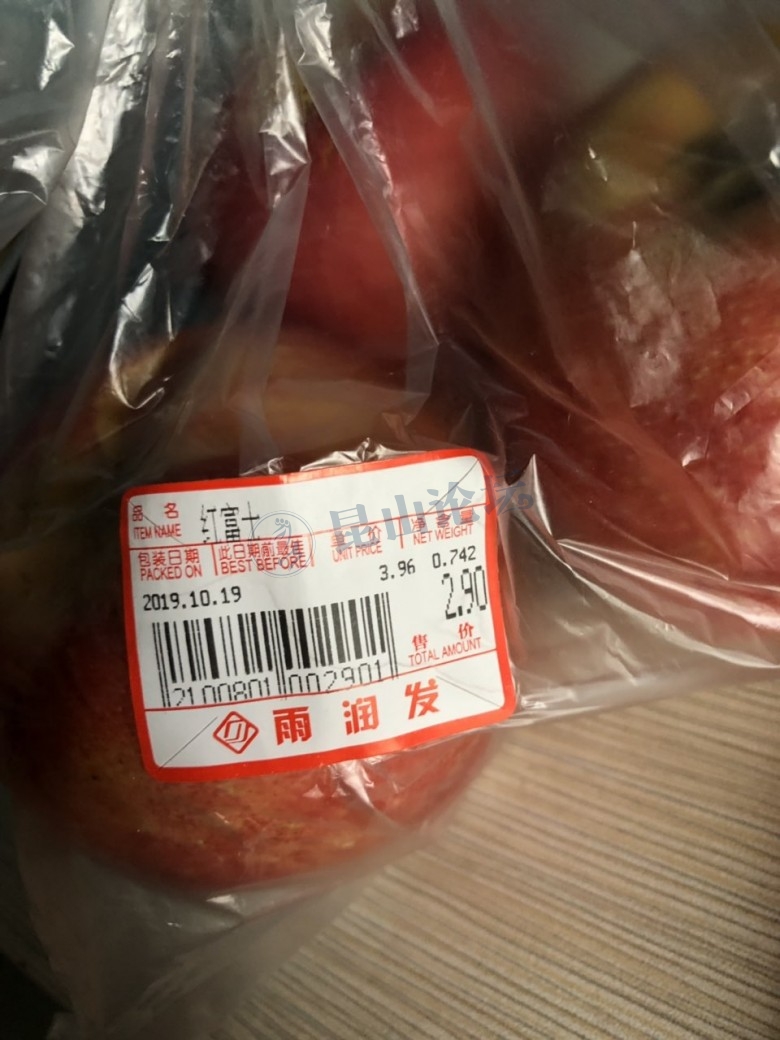 品 名 红富士
ITEM NAME
包装日期 此日期前最佳 单 价 净重量
PACKED ON BEST BEFORE UNIT PRICE NET WEIGHT
2019.10.19 3.96 0.742
2.90
售 价
TOTAL AMOUNT
2100801002901
雨润发
昆山论坛